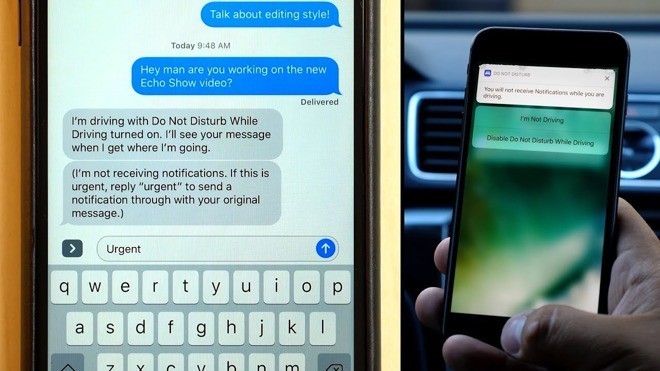 Talk about editing style!
Today 9:48 AM
Hey man are you working on the new
Echo Show video?
Delivered
I'm driving with Do Not Disturb While
Driving turned on. I'll see your message
when I get where I'm going.
(I'm not receiving notifications. If this is
urgent, reply "urgent" to send a
notification through with your original
message.)
Urgent
q w e r t y u i o p
a s d f g h j k l
z x c v b n m
DO NOT DISTURB
You will not receive Notifications while you are
driving.
I'm Not Driving
Disable Do Not Disturb While Driving